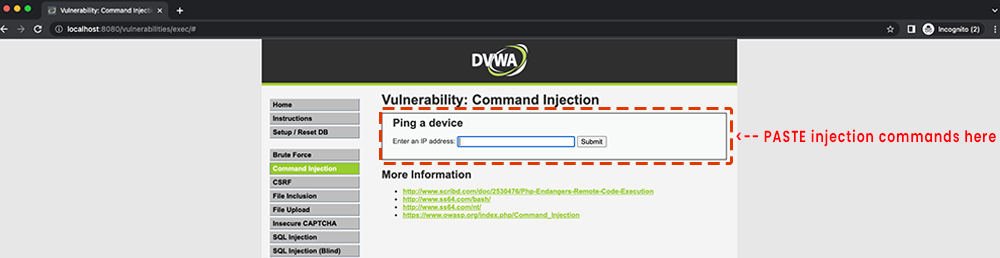 Vulnerability: Command Injection
localhost:8080/vulnerabilities/exec/#
Incognito (2)
DVWA
Home
Instructions
Setup / Reset DB
Brute Force
Command Injection
CSRF
File Inclusion
File Upload
Insecure CAPTCHA
SQL Injection
SQL Injection (Blind)
Vulnerability: Command Injection
Ping a device
Enter an IP address:
Submit
<-- PASTE injection commands here
More Information
http://www.scribd.com/doc/2530476/Php-Endangers-Remote-Code-Execution
http://www.ss64.com/bash/
http://www.ss64.com/nt/
https://www.owasp.org/index.php/Command_Injection